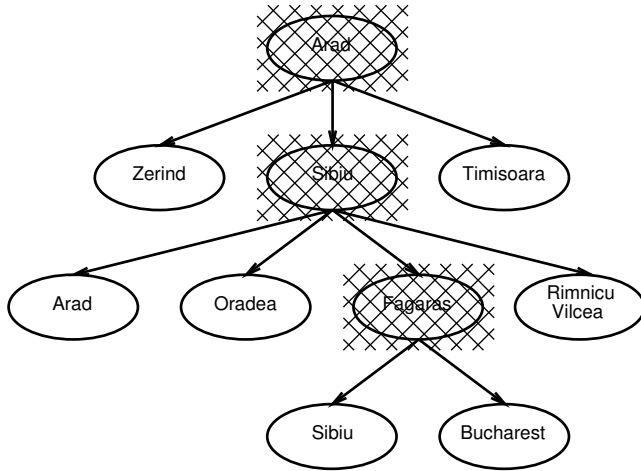 Arad
Zerind
Sibiu
Timisoara
Arad
Oradea
Fagaras
Rimnicu
Vilcea
Sibiu
Bucharest